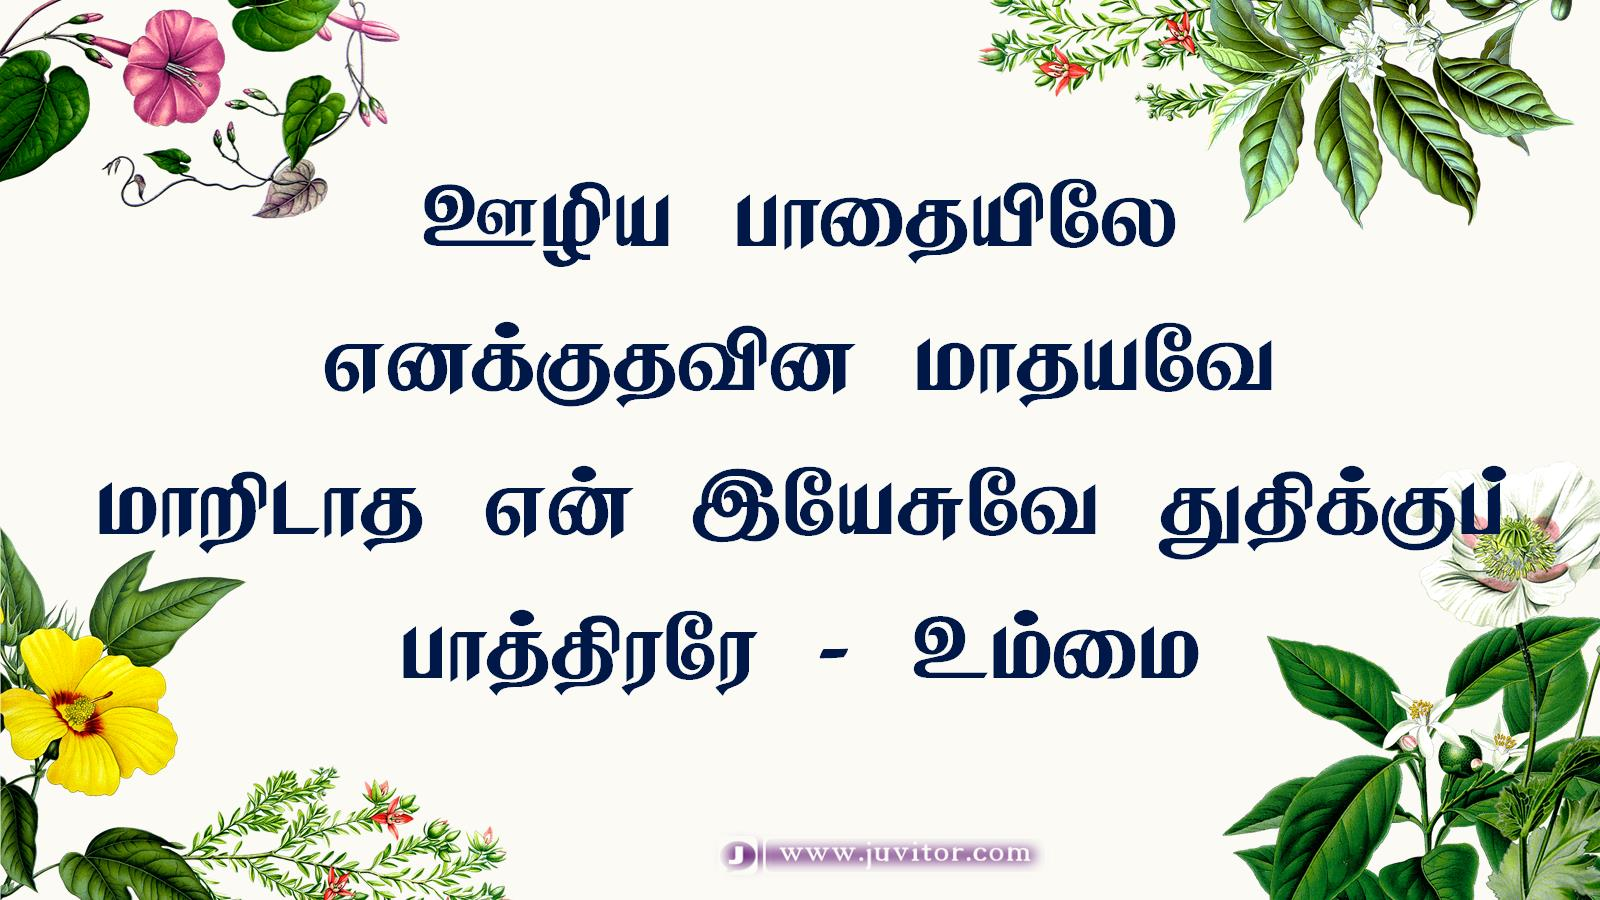 ஊழிய பாதையிலே
எனக்குதவின மாதயவே
மாறிடாத என் இயேசுவே துதிக்குப்
பாத்திரரே - உம்மை
J | www.juvitor.com